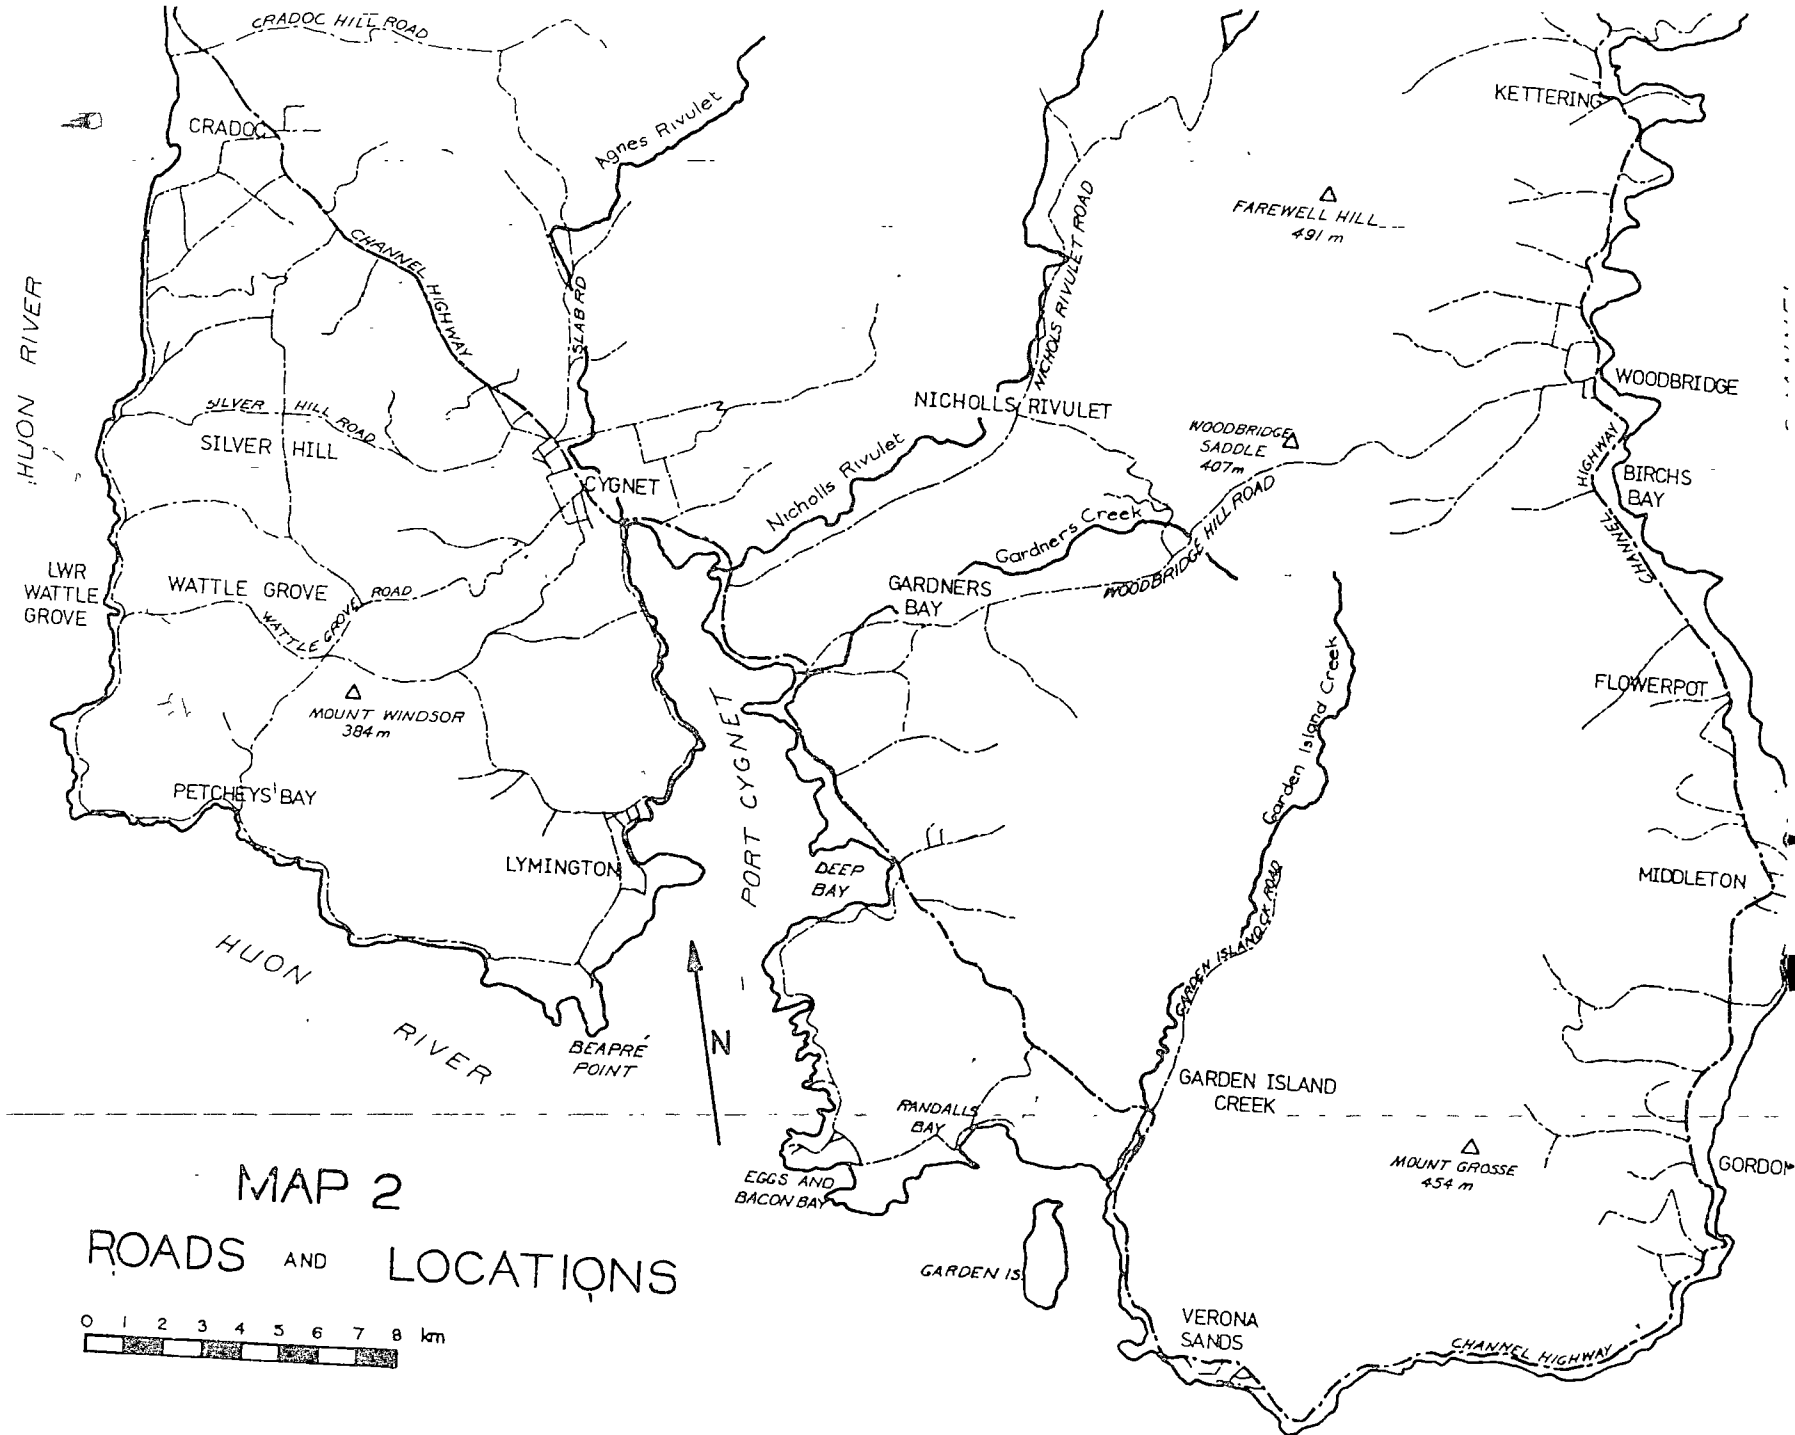 CRADOC HILL ROAD
KETTERING
Agnes Rivulet
CRADOC
FAREWELL HILL
491 m
CHANNEL HIGHWAY
HUON RIVER
SLAB RD
NICHOLS RIVULET ROAD
WOODBRIDGE
NICHOLLS RIVULET
SILVER HILL ROAD
SILVER HILL
WOODBRIDGE
SADDLE
407m
Nicholls Rivulet
CHANNEL HIGHWAY
BIRCHS
BAY
CYGNET
WOODBRIDGE HILL ROAD
Gardners Creek
LWR
WATTLE
GROVE
WATTLE GROVE
WATTLE GROVE ROAD
GARDNERS
BAY
Garden Island Creek
FLOWERPOT
MOUNT WINDSOR
384 m
PORT CYGNET
PETCHEYS' BAY
LYMINGTON
DEEP
BAY
MIDDLETON
GARDEN ISLAND CK ROAD
HUON
RIVER
N
BEAPRÉ
POINT
GARDEN ISLAND
CREEK
RANDALLS
BAY
MOUNT GROSSE
454 m
GORDON
EGGS AND
BACON BAY
MAP 2
ROADS AND LOCATIONS
GARDEN IS.
VERONA
SANDS
CHANNEL HIGHWAY
0 1 2 3 4 5 6 7 8 km